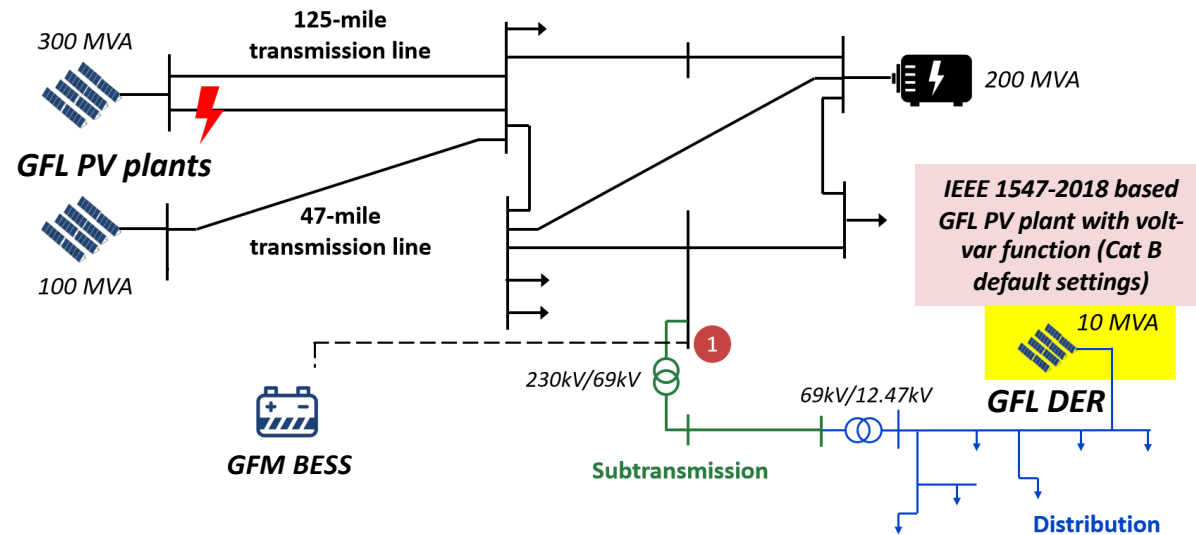 125-mile
transmission line
300 MVA
200 MVA
GFL PV plants
IEEE 1547-2018 based
GFL PV plant with volt-
var function (Cat B
default settings)
47-mile
transmission line
100 MVA
10 MVA
1
230kV/69kV
69kV/12.47kV
GFL DER
GFM BESS
Subtransmission
Distribution